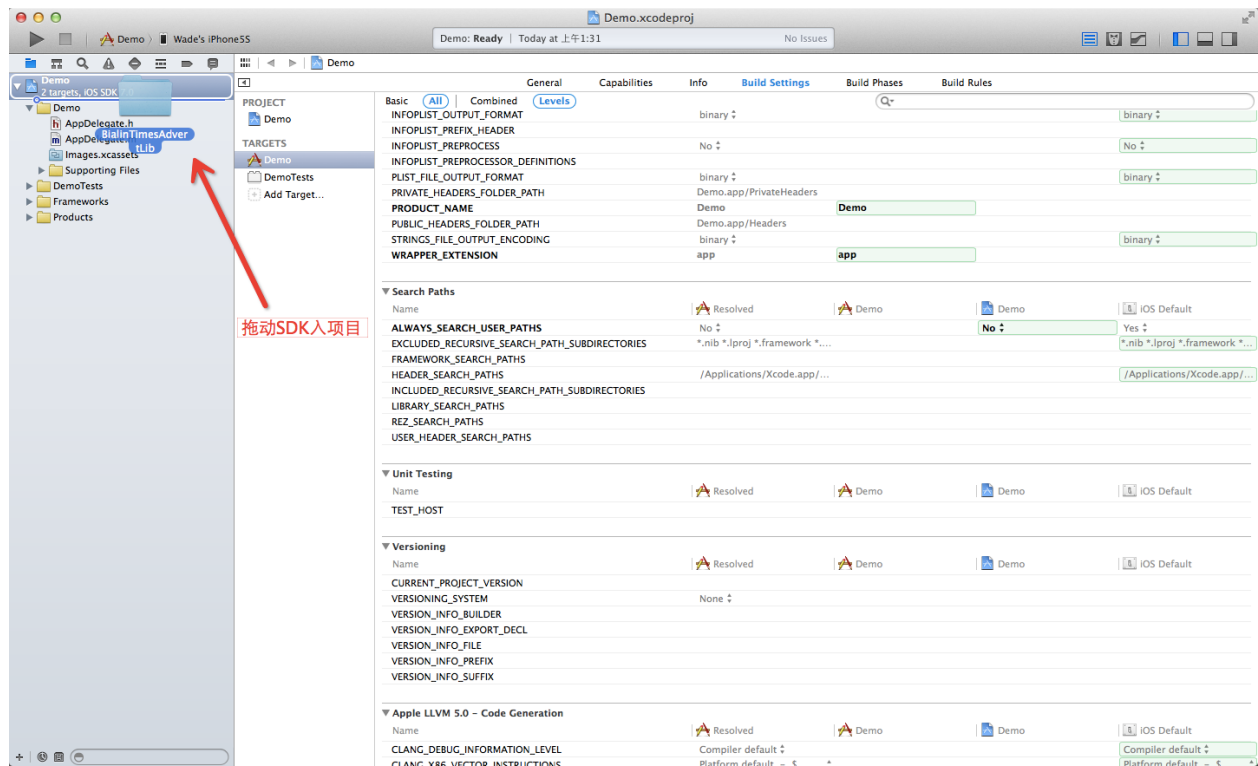 Demo.xcodeproj
Demo Wade's iPhone5S
Demo: Ready | Today at 上午1:31 No Issues
Demo
Demo
2 targets, iOS SDK
Demo
AppDelegate.h
AppDelegate
BialinTimesAdver
tLib
Images.xcassets
Supporting Files
DemoTests
Frameworks
Products
PROJECT
Demo
TARGETS
Demo
DemoTests
Add Target...
拖动SDK入项目
General Capabilities Info Build Settings Build Phases Build Rules
Basic All Combined Levels
INFOPLIST_OUTPUT_FORMAT binary binary
INFOPLIST_PREFIX_HEADER
INFOPLIST_PREPROCESS No No
INFOPLIST_PREPROCESSOR_DEFINITIONS
PLIST_FILE_OUTPUT_FORMAT binary binary
PRIVATE_HEADERS_FOLDER_PATH Demo.app/PrivateHeaders
PRODUCT_NAME Demo Demo
PUBLIC_HEADERS_FOLDER_PATH Demo.app/Headers
STRINGS_FILE_OUTPUT_ENCODING binary binary
WRAPPER_EXTENSION app app
Search Paths
Name Resolved Demo Demo iOS Default
ALWAYS_SEARCH_USER_PATHS No No Yes
EXCLUDED_RECURSIVE_SEARCH_PATH_SUBDIRECTORIES *.nib *.lproj *.framework *.... *.nib *.lproj *.framework *...
FRAMEWORK_SEARCH_PATHS
HEADER_SEARCH_PATHS /Applications/Xcode.app/... /Applications/Xcode.app/...
INCLUDED_RECURSIVE_SEARCH_PATH_SUBDIRECTORIES
LIBRARY_SEARCH_PATHS
REZ_SEARCH_PATHS
USER_HEADER_SEARCH_PATHS
Unit Testing
Name Resolved Demo Demo iOS Default
TEST_HOST
Versioning
Name Resolved Demo Demo iOS Default
CURRENT_PROJECT_VERSION
VERSIONING_SYSTEM None
VERSION_INFO_BUILDER
VERSION_INFO_EXPORT_DECL
VERSION_INFO_FILE
VERSION_INFO_PREFIX
VERSION_INFO_SUFFIX
Apple LLVM 5.0 - Code Generation
Name Resolved Demo Demo iOS Default
CLANG_DEBUG_INFORMATION_LEVEL Compiler default Compiler default
CLANG_X86_VECTOR_INSTRUCTIONS Platform default - S Platform default - S